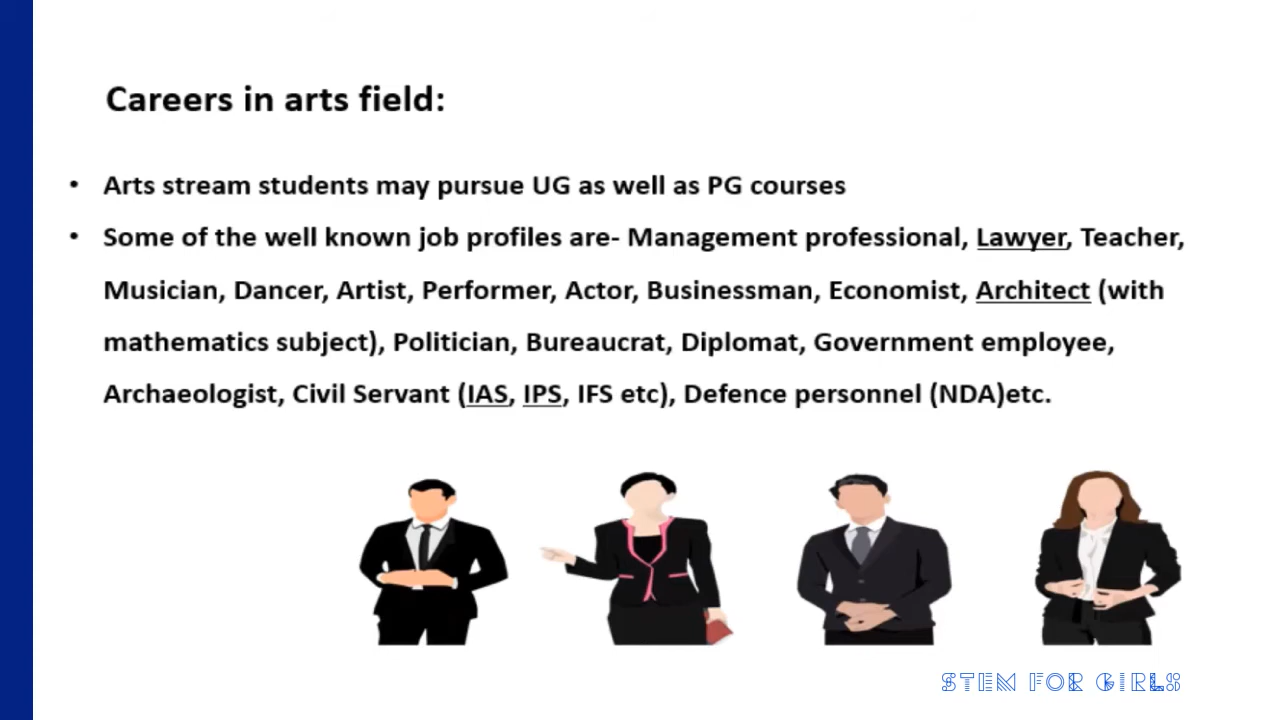 Careers in arts field:
• Arts stream students may pursue UG as well as PG courses
• Some of the well known job profiles are- Management professional, Lawyer, Teacher,
Musician, Dancer, Artist, Performer, Actor, Businessman, Economist, Architect (with
mathematics subject), Politician, Bureaucrat, Diplomat, Government employee,
Archaeologist, Civil Servant (IAS, IPS, IFS etc), Defence personnel (NDA)etc.
STEM FOR GIRLS